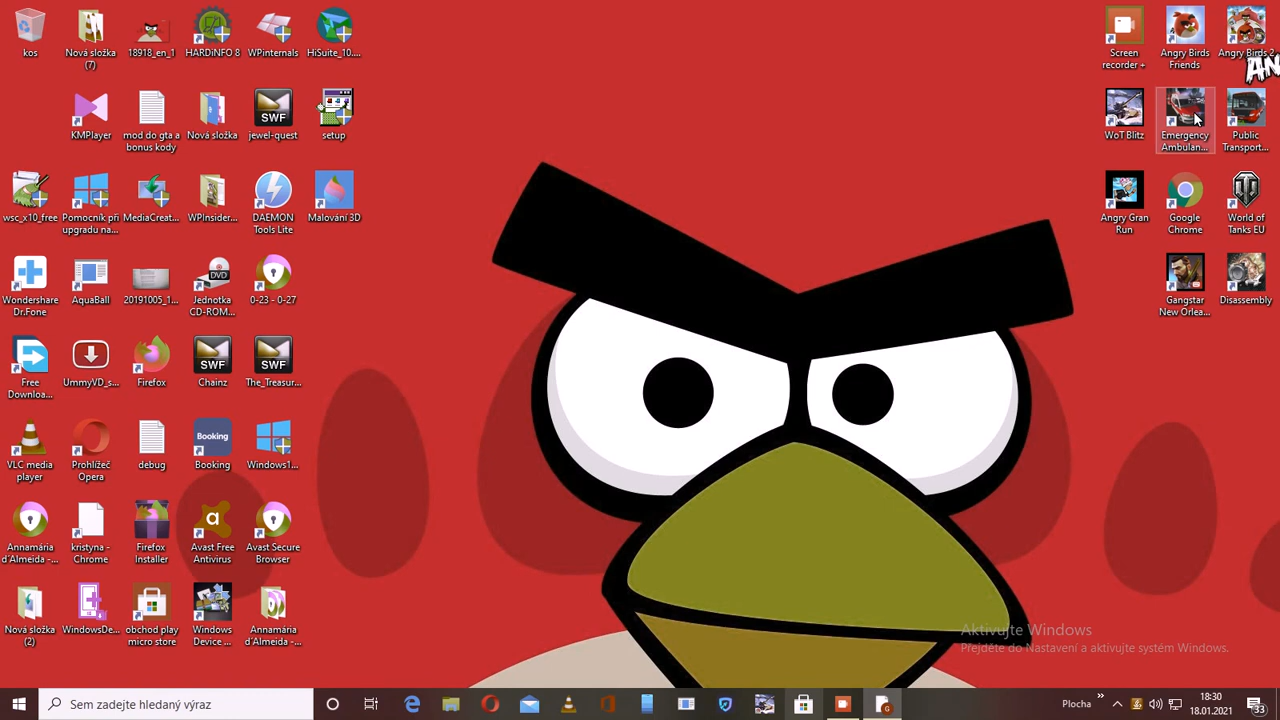 kos
Nová složka
(7)
18918_en_1
HARDiNFO 8
WPinternals
HiSuite_10....
KMPlayer
mod do gta a
bonus kody
Nová složka
SWF
jewel-quest
setup
wsc_x10_free
Pomocník při
upgradu na...
MediaCreat...
WPInsider...
DAEMON
Tools Lite
Malování 3D
Wondershare
Dr.Fone
AquaBall
20191005_1...
DVD
Jednotka
CD-ROM...
0-23 - 0-27
Free
Downloa...
UmmyVD_s...
Firefox
SWF
Chainz
SWF
The_Treasur...
VLC media
player
Prohlížeč
Opera
debug
Booking
Booking
Windows1...
Annamária
d'Almeida -...
kristyna -
Chrome
Firefox
Installer
a
Avast Free
Antivirus
Avast Secure
Browser
Nová složka
(2)
WindowsDe...
obchod play
micro store
Windows
Device ...
Annamária
d'Almeida -...
Screen
recorder +
Angry Birds
Friends
Angry Birds 2
AN
WoT Blitz
Emergency
Ambulan...
Public
Transport...
Angry Gran
Run
Google
Chrome
World of
Tanks EU
Gangstar
New Orlea...
Disassembly
Aktivujte Windows
Přejděte do Nastavení a aktivujte systém Windows.
Sem zadejte hledaný výraz
Plocha
18:30
18.01.2021
33